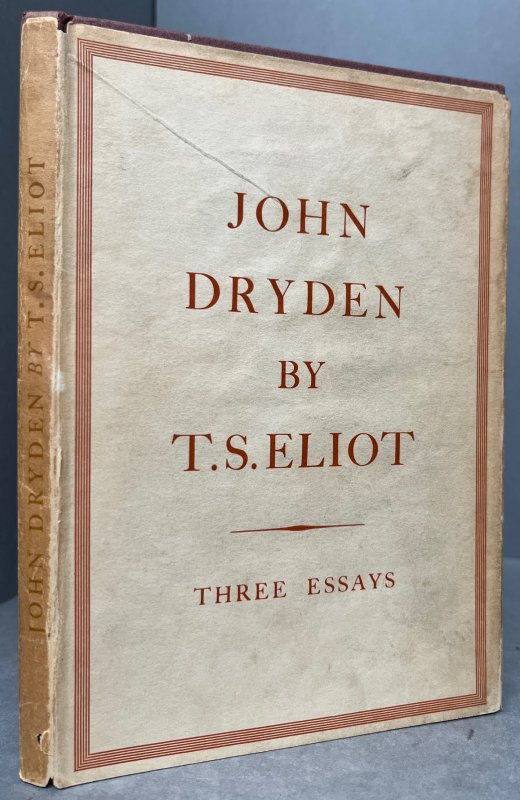 JOHN
DRYDEN
BY
T.S.ELIOT
THREE ESSAYS
JOHN DRYDEN BY T.S.ELIOT